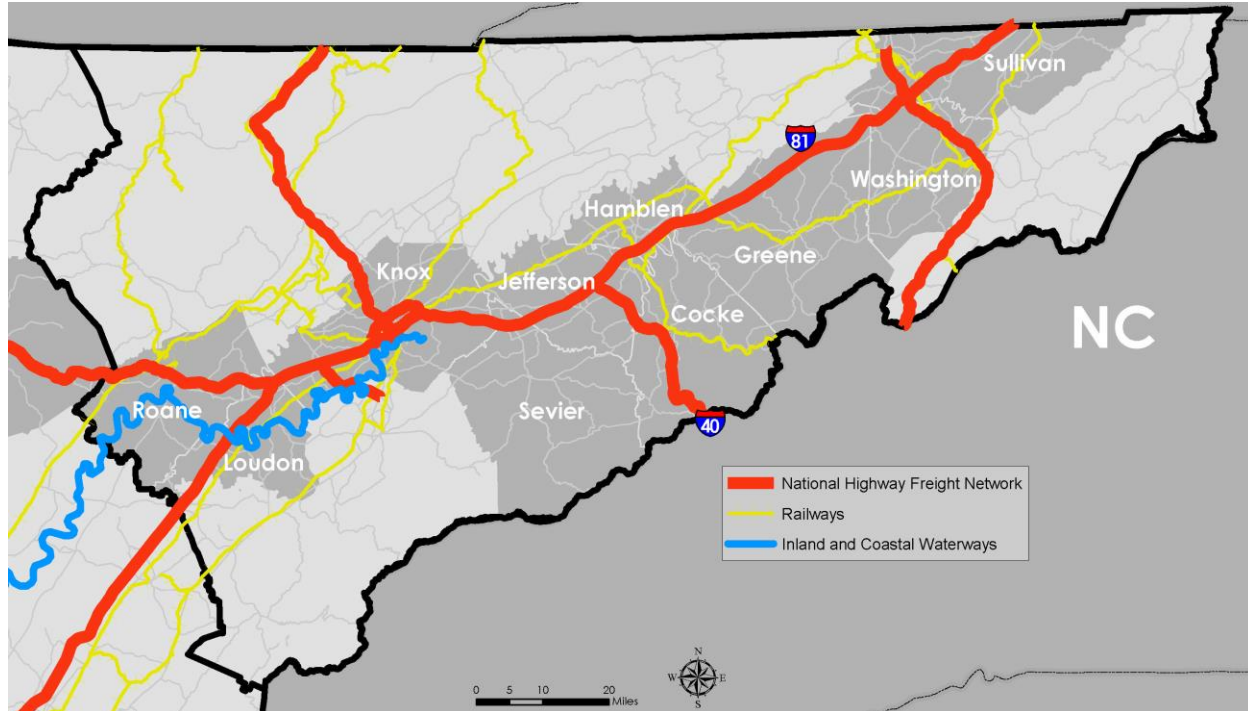 Sullivan
81
Washington
Hamblen
Greene
Knox
Jefferson
Cocke
NC
Roane
Sevier
40
Loudon
National Highway Freight Network
Railways
Inland and Coastal Waterways
N
W E
S
0 5 10 20
Miles